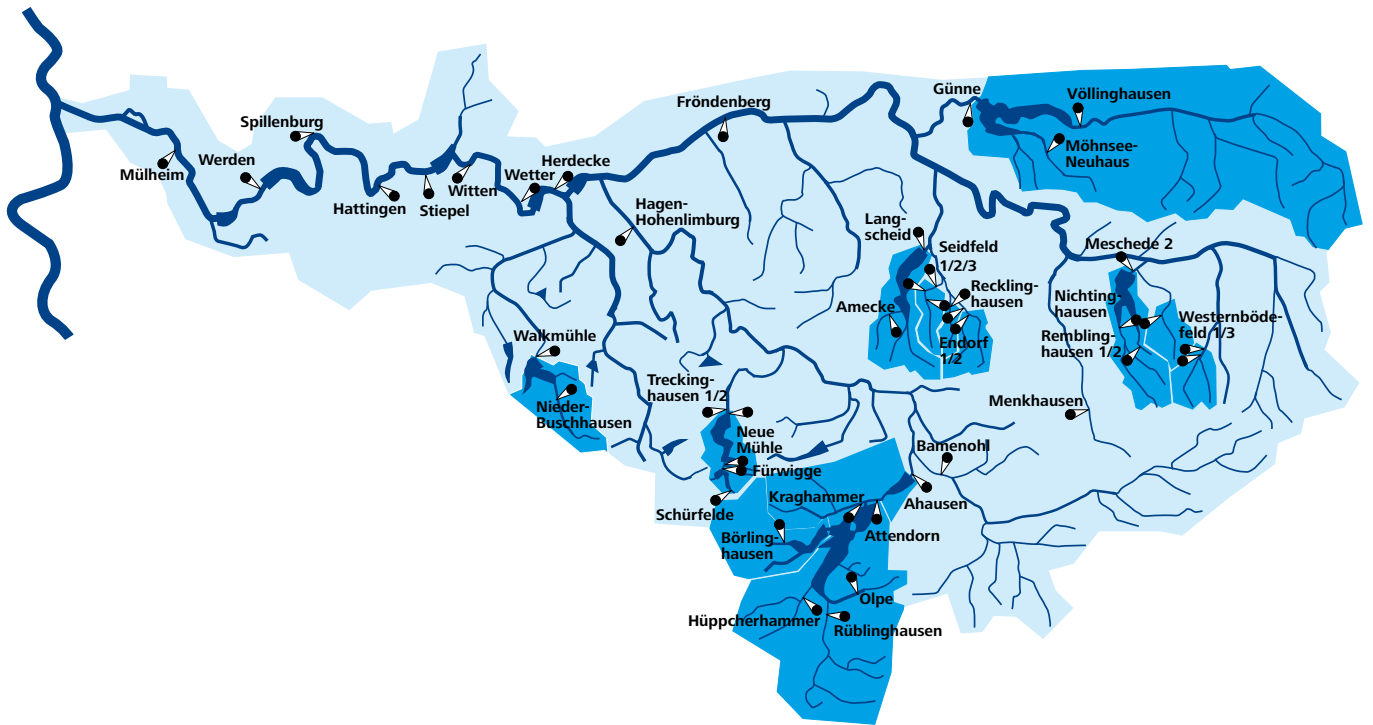 Günne
Völlinghausen
Fröndenberg
Spillenburg
Möhnsee-
Neuhaus
Werden
Herdecke
Mülheim
Wetter
Witten
Hattingen
Stiepel
Hagen-
Hohenlimburg
Lang-
scheid
Seidfeld
1/2/3
Meschede 2
Reckling-
hausen
Amecke
Endorf
1/2
Nichting-
hausen
Rembling-
hausen 1/2
Westernböde-
feld 1/3
Walkmühle
Nieder-
Buschhausen
Trecking-
hausen 1/2
Menkhausen
Neue
Mühle
Fürwigge
Bamenohl
Schürfelde
Kraghammer
Ahausen
Börling-
hausen
Attendorn
Olpe
Hüppcherhammer
Rüblinghausen